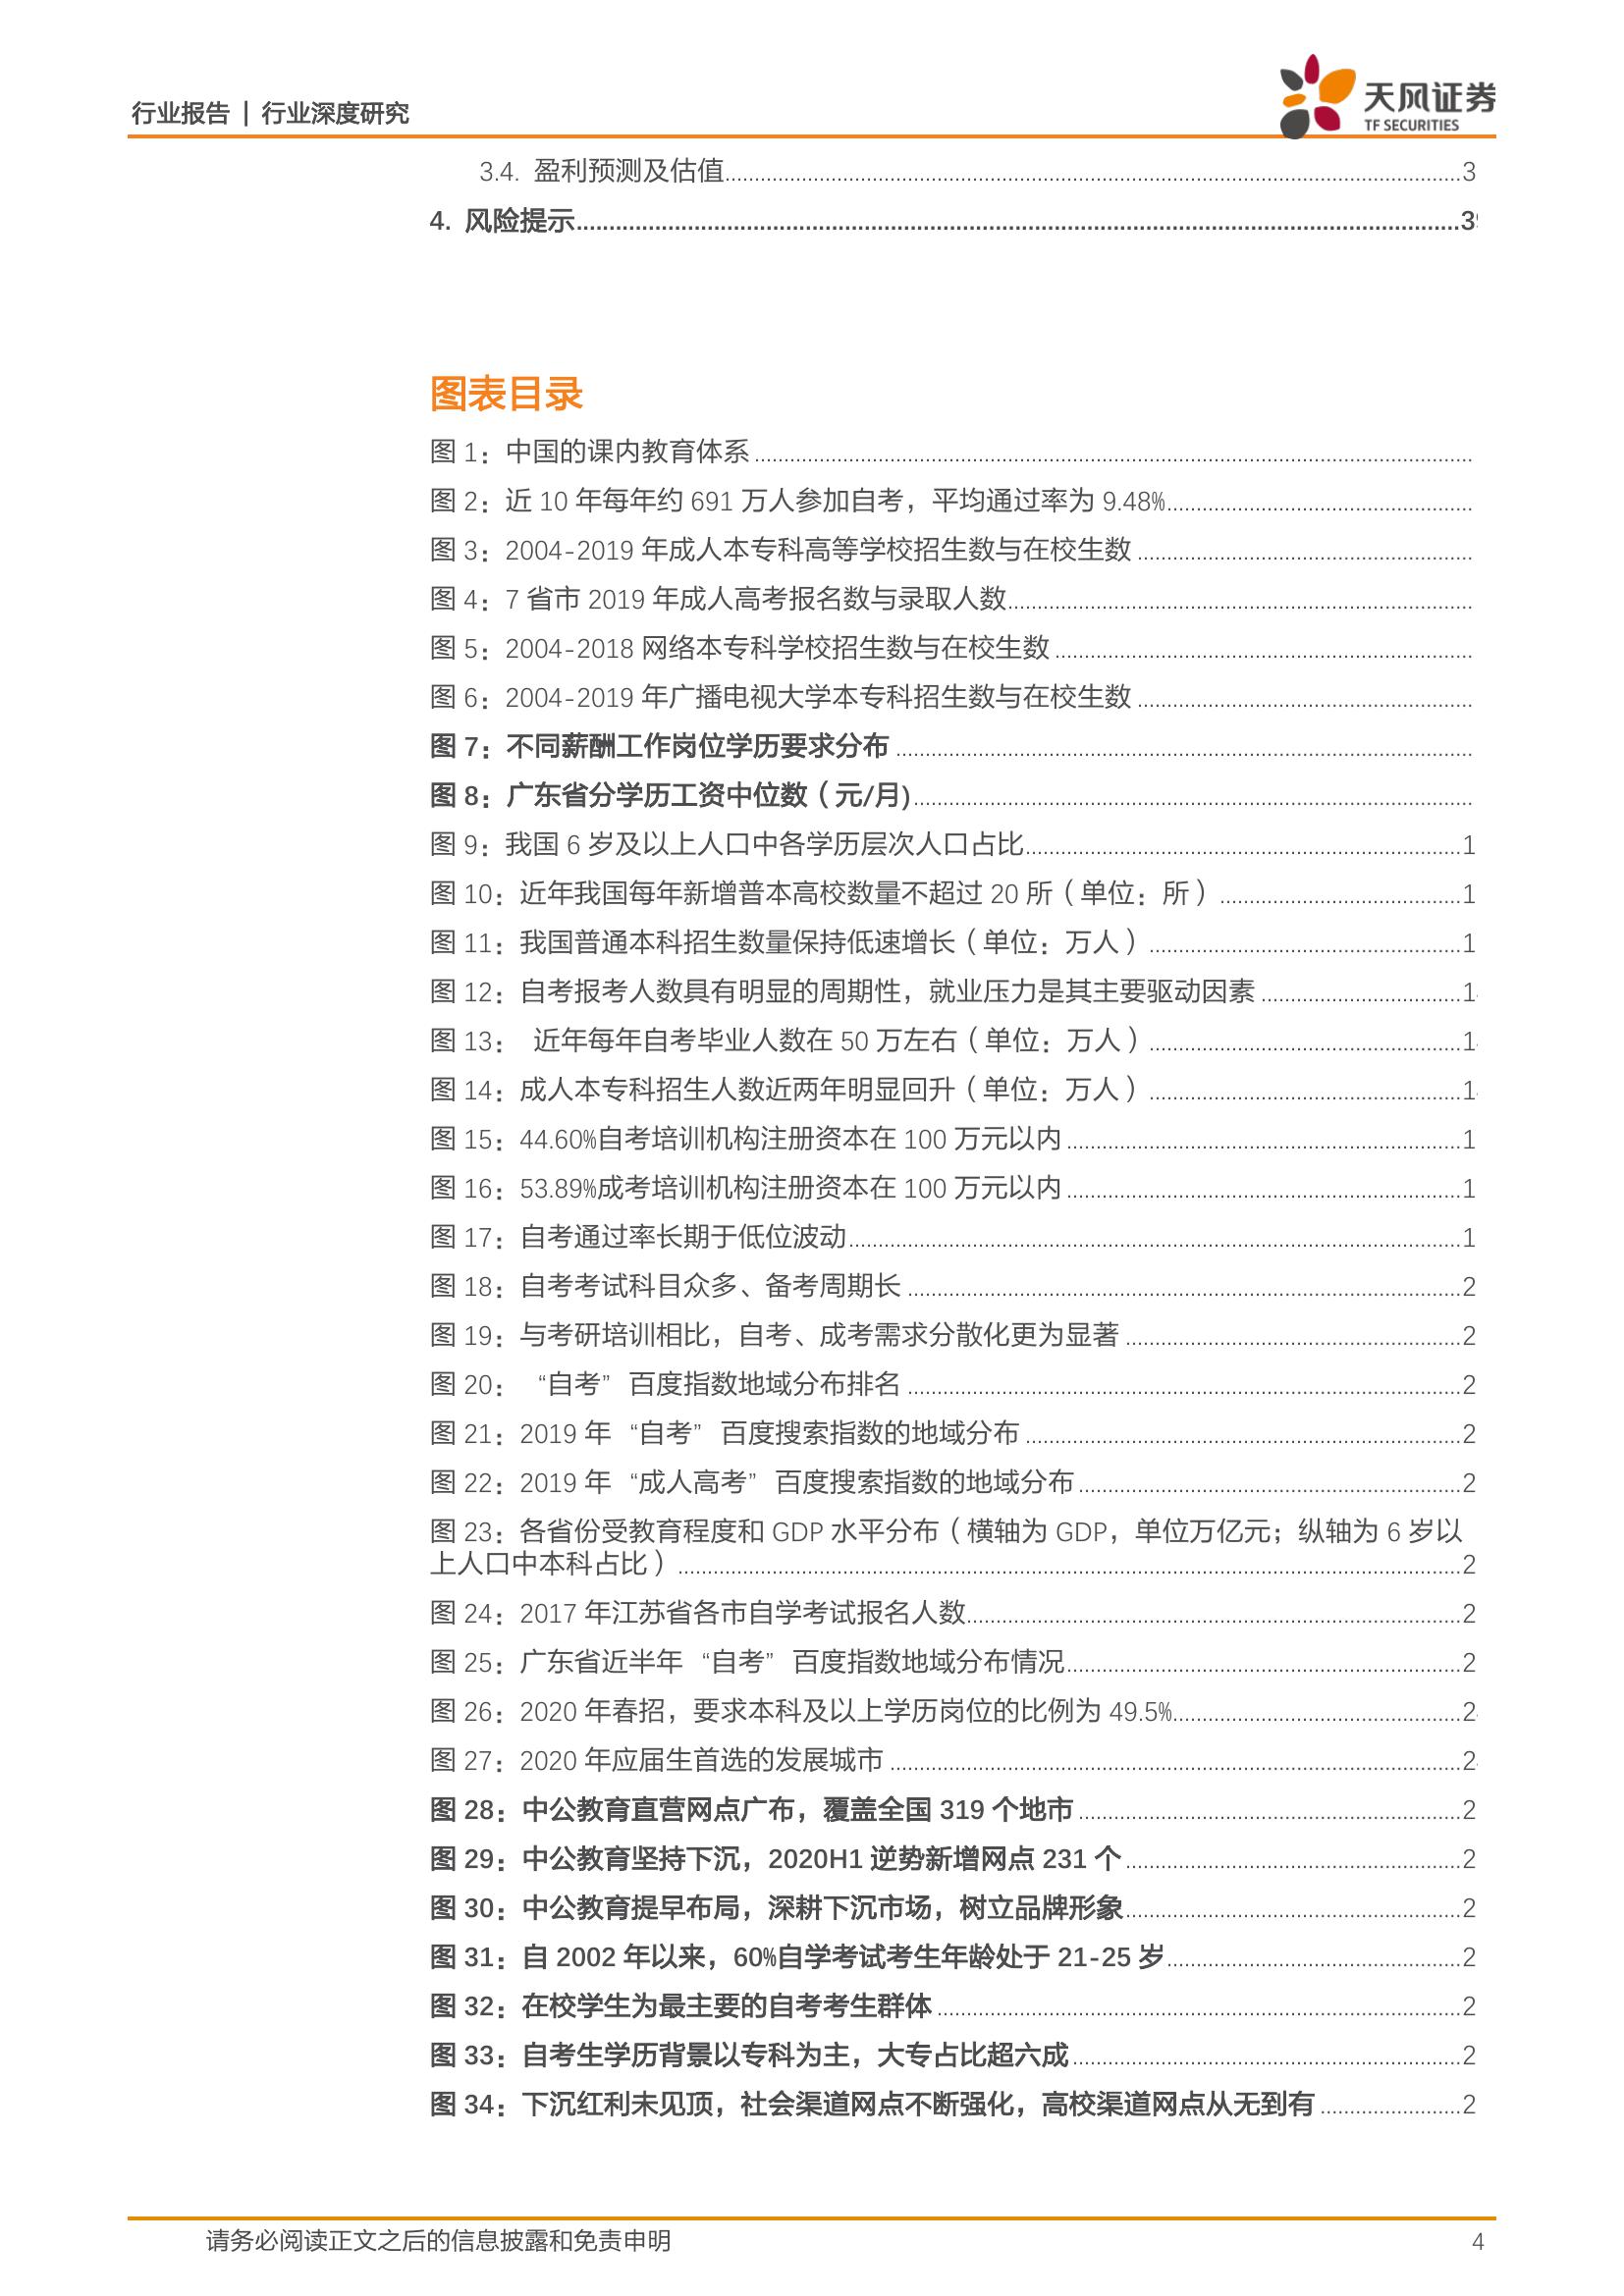 行业报告 | 行业深度研究
天风证券
TF SECURITIES
3.4. 盈利预测及估值........3
4. 风险提示........3
图表目录
图 1：中国的课内教育体系........
图 2：近 10 年每年约 691 万人参加自考，平均通过率为 9.48%........
图 3：2004-2019 年成人本专科高等学校招生数与在校生数........
图 4：7 省市 2019 年成人高考报名数与录取人数........
图 5：2004-2018 网络本专科学校招生数与在校生数........
图 6：2004-2019 年广播电视大学本专科招生数与在校生数........
图 7：不同薪酬工作岗位学历要求分布........
图 8：广东省分学历工资中位数（元/月)........
图 9：我国 6 岁及以上人口中各学历层次人口占比........1
图 10：近年我国每年新增普本高校数量不超过 20 所（单位：所）........1
图 11：我国普通本科招生数量保持低速增长（单位：万人）........1
图 12：自考报考人数具有明显的周期性，就业压力是其主要驱动因素........1
图 13： 近年每年自考毕业人数在 50 万左右（单位：万人）........1
图 14：成人本专科招生人数近两年明显回升（单位：万人）........1
图 15：44.60%自考培训机构注册资本在 100 万元以内........1
图 16：53.89%成考培训机构注册资本在 100 万元以内........1
图 17：自考通过率长期于低位波动........1
图 18：自考考试科目众多、备考周期长........2
图 19：与考研培训相比，自考、成考需求分散化更为显著........2
图 20： “自考” 百度指数地域分布排名........2
图 21：2019 年 “自考” 百度搜索指数的地域分布........2
图 22：2019 年 “成人高考” 百度搜索指数的地域分布........2
图 23：各省份受教育程度和 GDP 水平分布（横轴为 GDP，单位万亿元；纵轴为 6 岁以
上人口中本科占比）........2
图 24：2017 年江苏省各市自学考试报名人数........2
图 25：广东省近半年 “自考” 百度指数地域分布情况........2
图 26：2020 年春招，要求本科及以上学历岗位的比例为 49.5%........2
图 27：2020 年应届生首选的发展城市........2
图 28：中公教育直营网点广布，覆盖全国 319 个地市........2
图 29：中公教育坚持下沉，2020H1 逆势新增网点 231 个........2
图 30：中公教育提早布局，深耕下沉市场，树立品牌形象........2
图 31：自 2002 年以来，60%自学考试考生年龄处于 21-25 岁........2
图 32：在校学生为最主要的自考考生群体........2
图 33：自考生学历背景以专科为主，大专占比超六成........2
图 34：下沉红利未见顶，社会渠道网点不断强化，高校渠道网点从无到有........2
请务必阅读正文之后的信息披露和免责申明 4